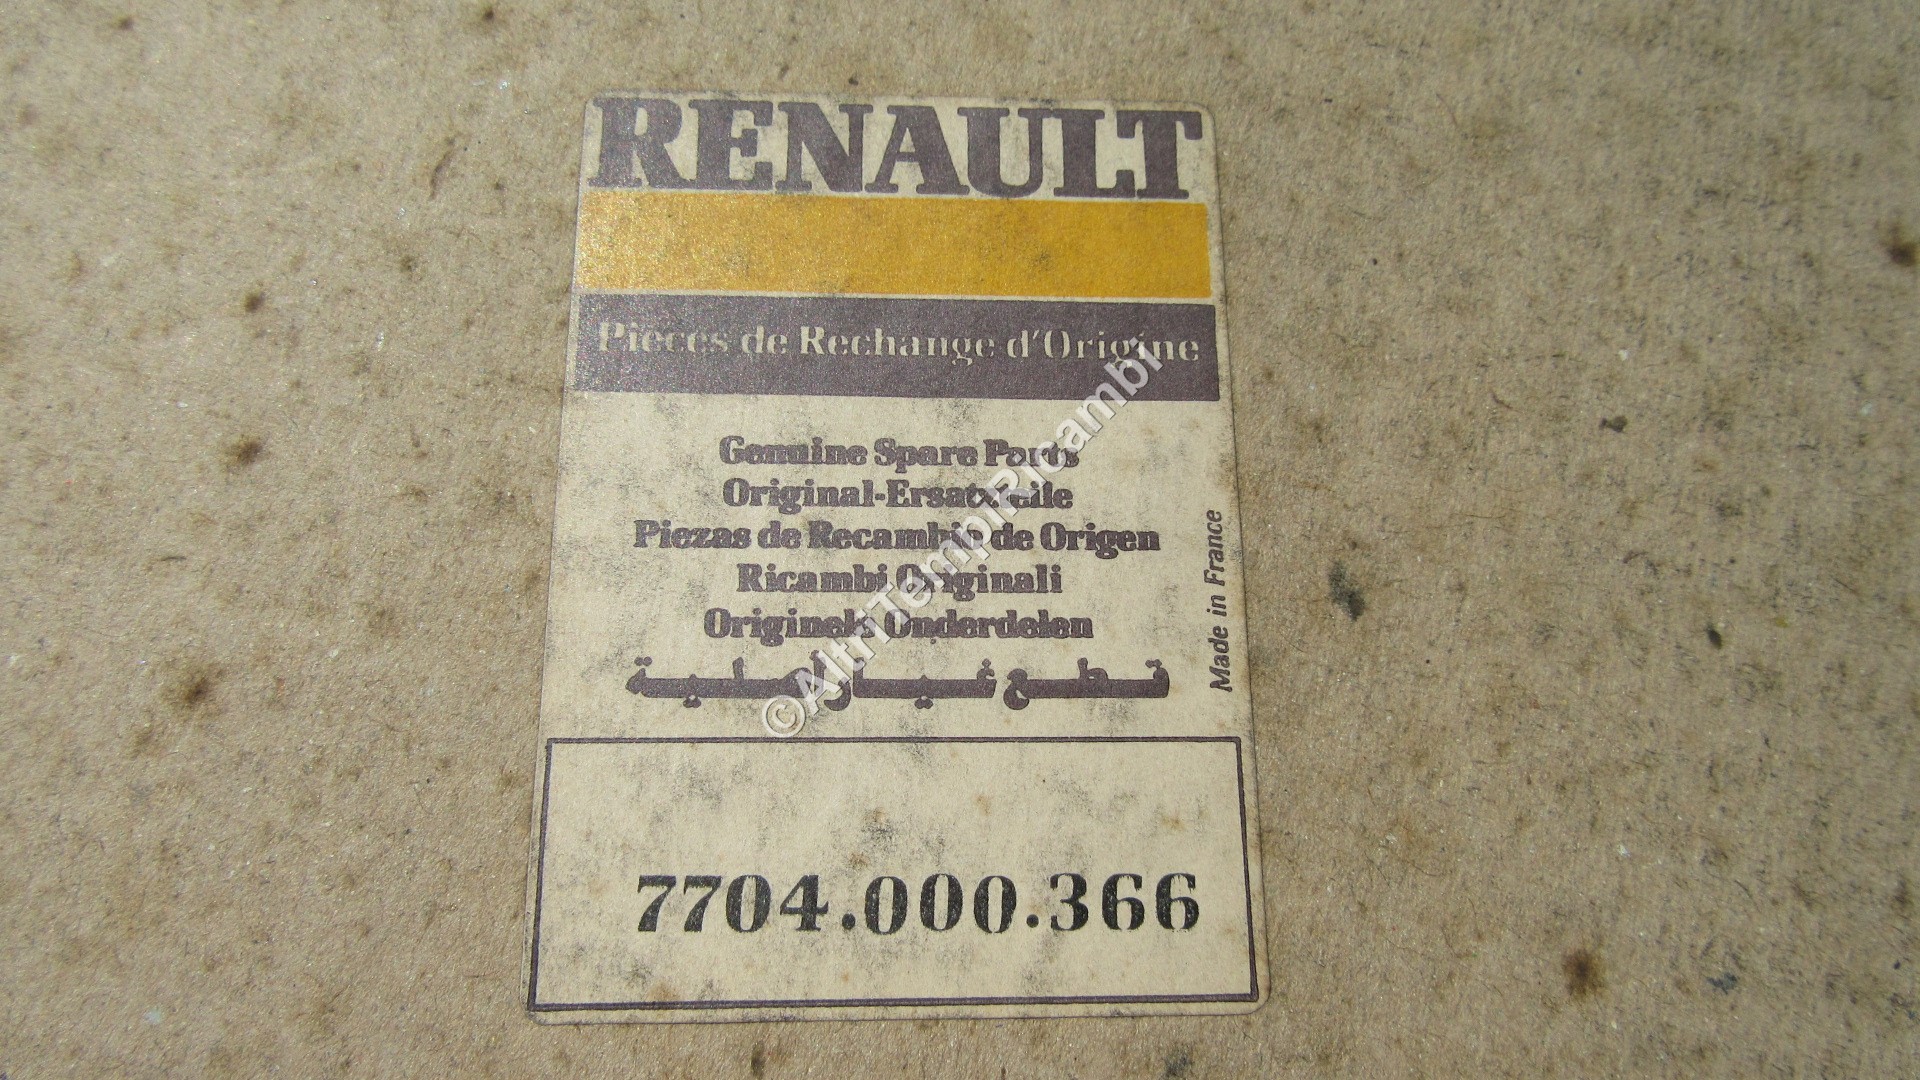 RENAULT
Pieces de Rechange d'Origine
Genuine Spare Parts
Original-Ersatzteile
Piezas de Recambio de Origen
Ricambi Originali
Originele Onderdelen
قطع غيار أصلية
Made in France
7704.000.366
©AltriTempiRicambi